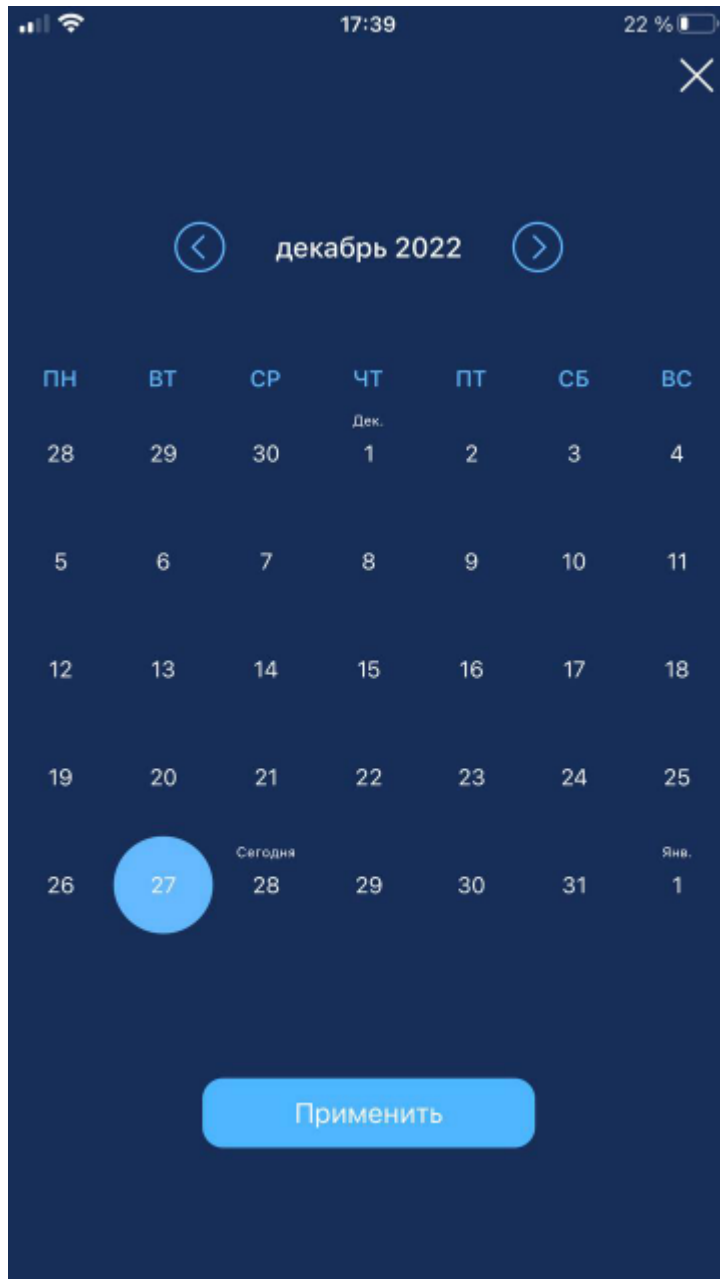 17:39 22 %
декабрь 2022
ПН ВТ СР ЧТ ПТ СБ ВС
Дек.
28 29 30 1 2 3 4
5 6 7 8 9 10 11
12 13 14 15 16 17 18
19 20 21 22 23 24 25
Сегодня Янв.
26 27 28 29 30 31 1
Применить